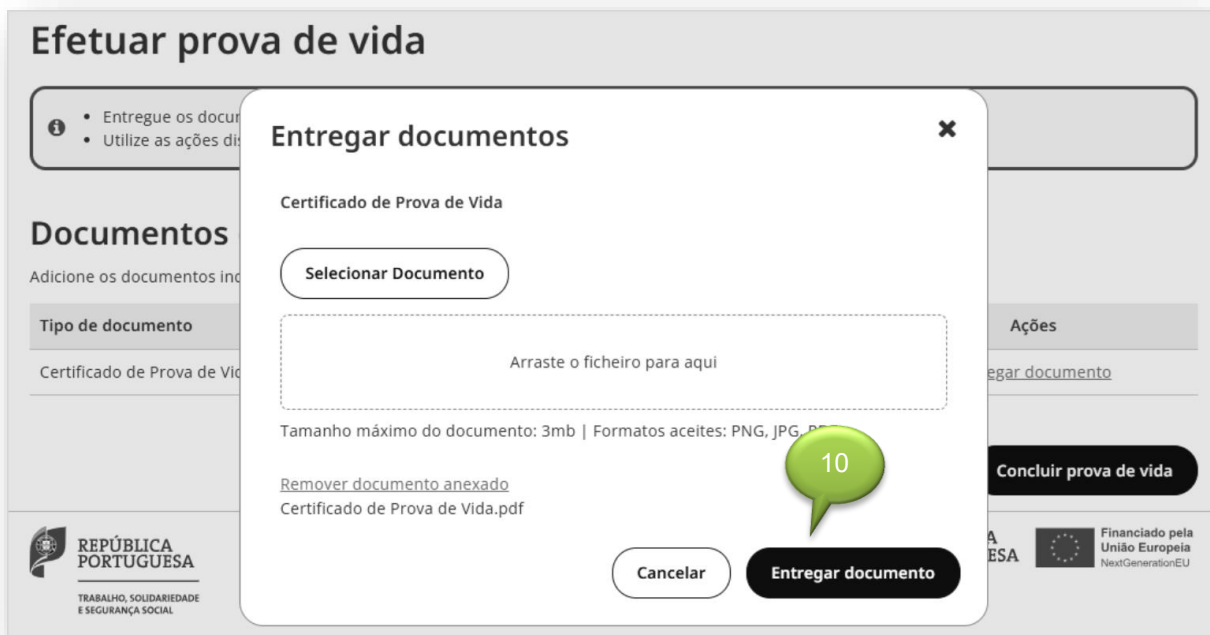 Efetuar prova de vida
Entregue os docu
Utilize as ações
Entregar documentos
Certificado de Prova de Vida
Selecionar Documento
Arraste o ficheiro para aqui
Tamanho máximo do documento: 3mb | Formatos aceites: PNG, JPG,
Remover documento anexado
Certificado de Prova de Vida.pdf
10
Cancelar
Entregar documento
Documentos
Adicione os documentos
Tipo de documento
Ações
Certificado de Prova de
egar documento
Concluir prova de vida
REPÚBLICA
PORTUGUESA
TRABALHO, SOLIDARIEDADE
E SEGURANÇA SOCIAL
A
ESA
Financiado pela
União Europeia
NextGenerationEU